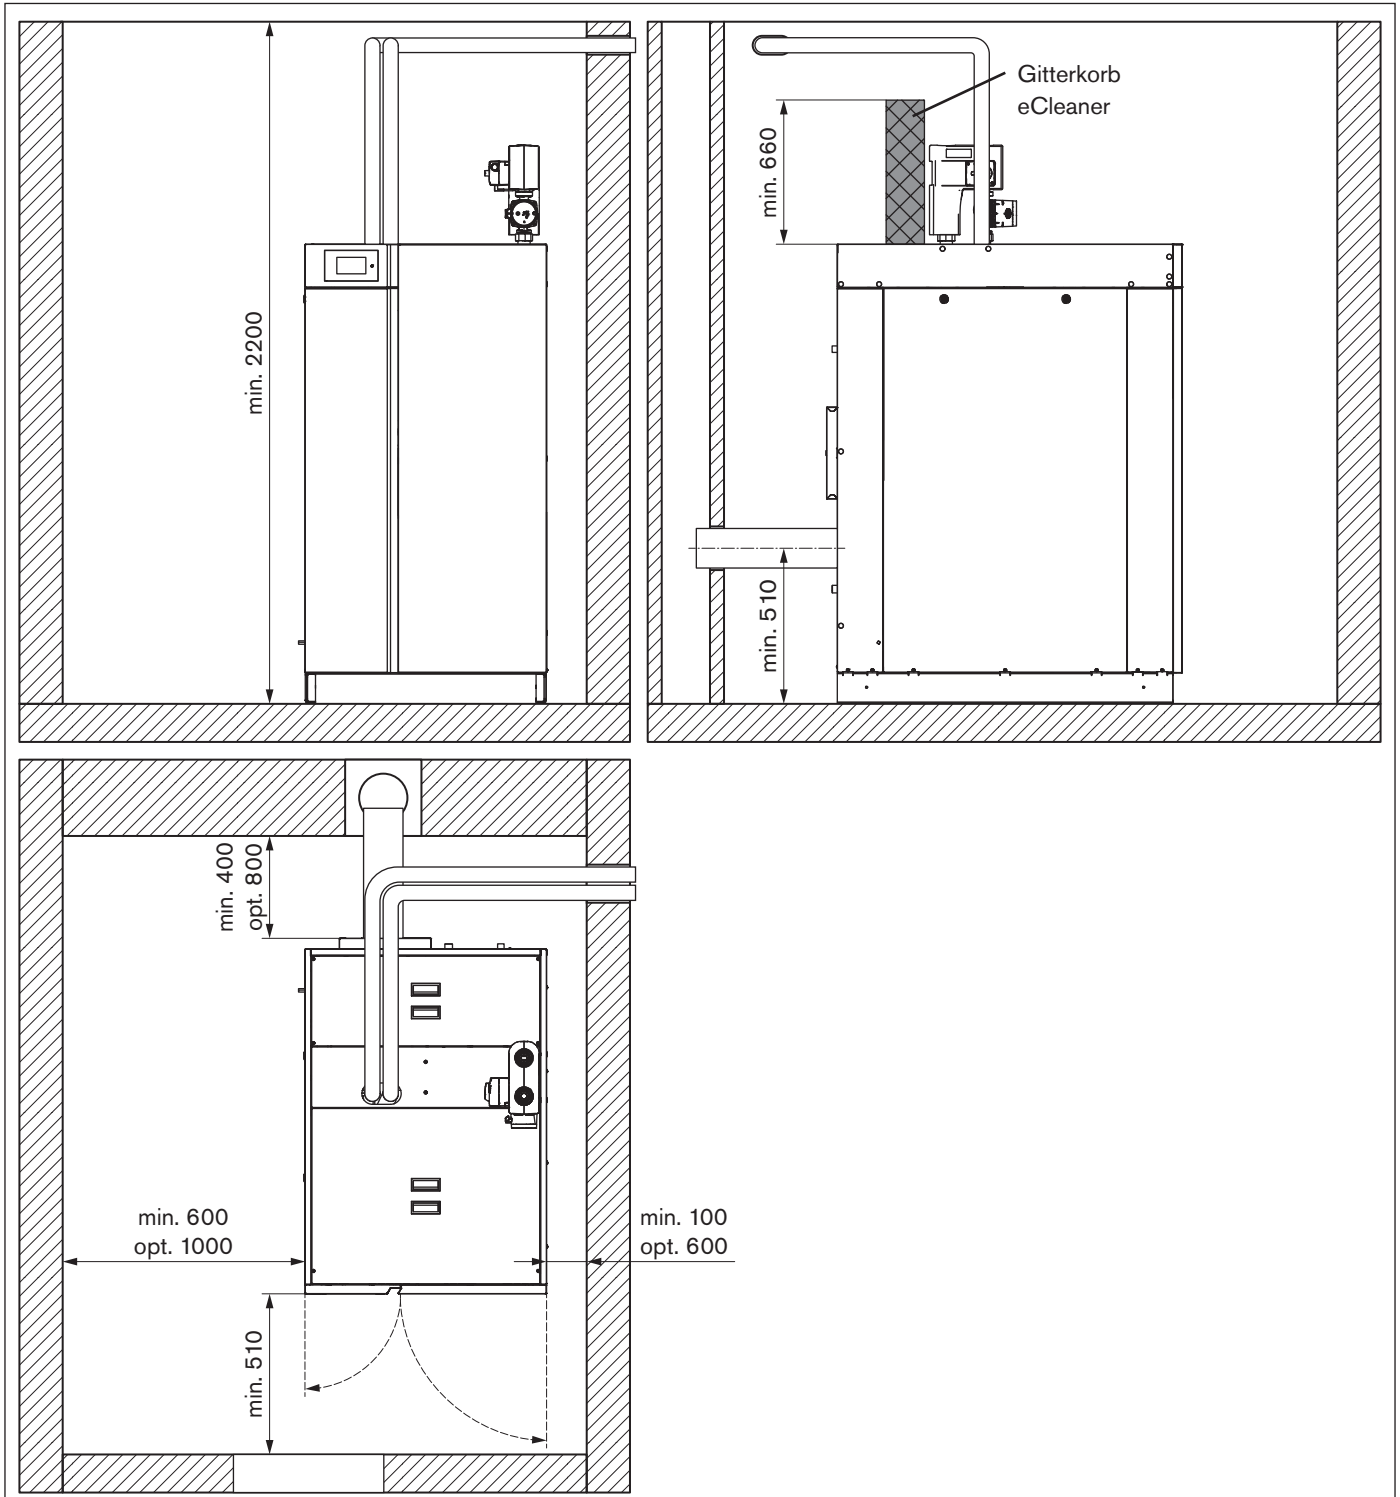 min. 2200
Gitterkorb
eCleaner
min. 660
min. 510
min. 400
opt. 800
min. 600
opt. 1000
min. 100
opt. 600
min. 510